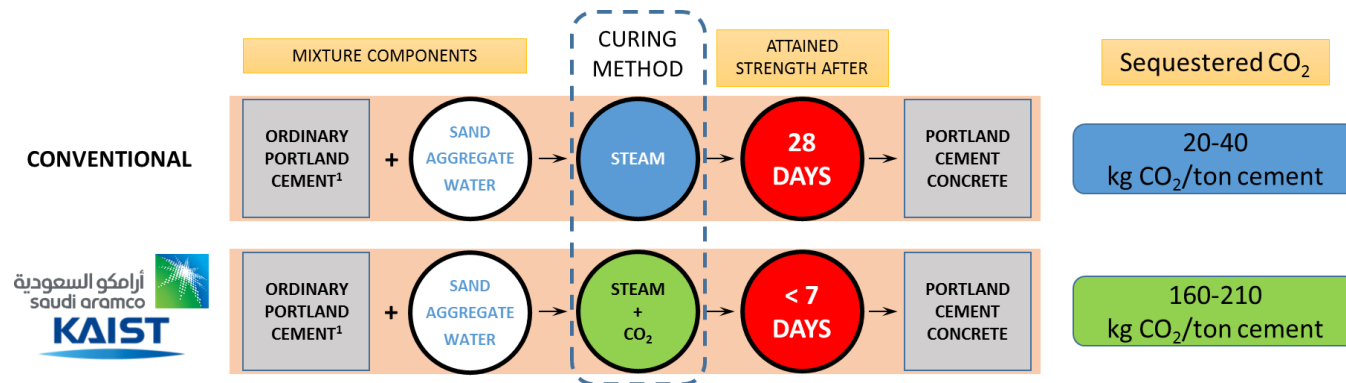 MIXTURE COMPONENTS
CURING
METHOD
ATTAINED
STRENGTH AFTER
Sequestered CO₂
CONVENTIONAL
ORDINARY
PORTLAND
CEMENT¹
+
SAND
AGGREGATE
WATER
STEAM
28
DAYS
PORTLAND
CEMENT
CONCRETE
20-40
kg CO₂/ton cement
أرامكو السعودية
saudi aramco
KAIST
ORDINARY
PORTLAND
CEMENT¹
+
SAND
AGGREGATE
WATER
STEAM
+
CO₂
< 7
DAYS
PORTLAND
CEMENT
CONCRETE
160-210
kg CO₂/ton cement